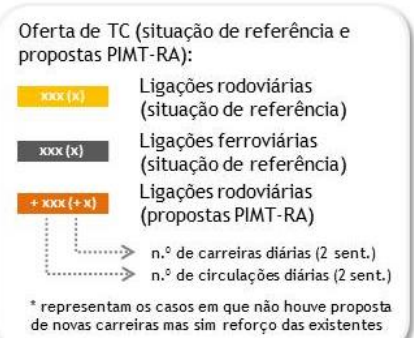 Oferta de TC (situação de referência e
propostas PIMT-RA):
xxx (x)
Ligações rodoviárias
(situação de referência)
xxx (x)
Ligações ferroviárias
(situação de referência)
+ xxx (+ x)
Ligações rodoviárias
(propostas PIMT-RA)
n.º de carreiras diárias (2 sent.)
n.º de circulações diárias (2 sent.)
* representam os casos em que não houve proposta
de novas carreiras mas sim reforço das existentes